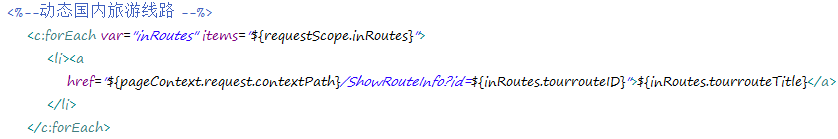 <%--动态国内旅游线路 --%>
<c:forEach var="inRoutes" items="${requestScope.inRoutes}">
<li><a
href="${pageContext.request.contextPath}/ShowRouteInfo?id=${inRoutes.tourrouteID}">${inRoutes.tourrouteTitle}</a>
</li>
</c:forEach>